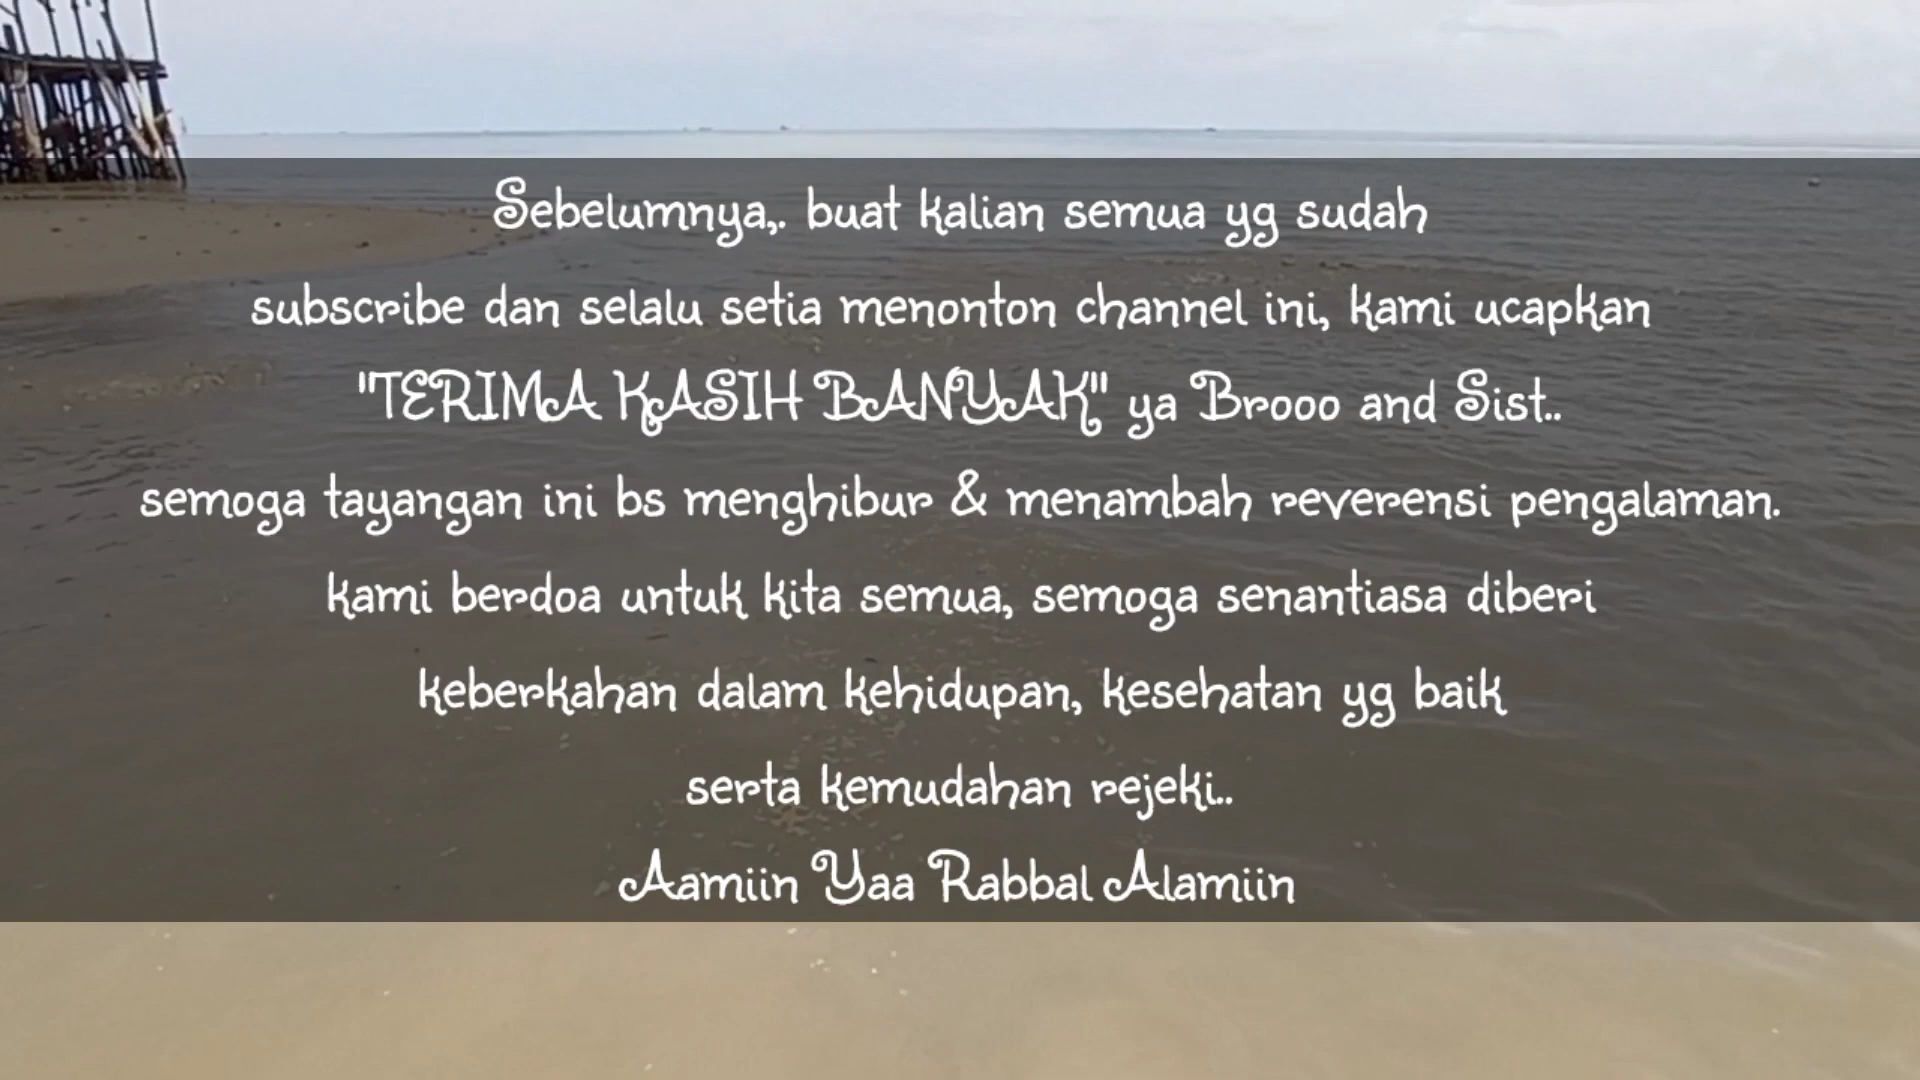 Sebelumnya,. buat kalian semua yg sudah
subscribe dan selalu setia menonton channel ini, kami ucapkan
"TERIMA KASIH BANYAK" ya Brooo and Sist..
semoga tayangan ini bs menghibur & menambah reverensi pengalaman.
kami berdoa untuk kita semua, semoga senantiasa diberi
keberkahan dalam kehidupan, kesehatan yg baik
serta kemudahan rejeki..
Aamiin Yaa Rabbal Alamiin